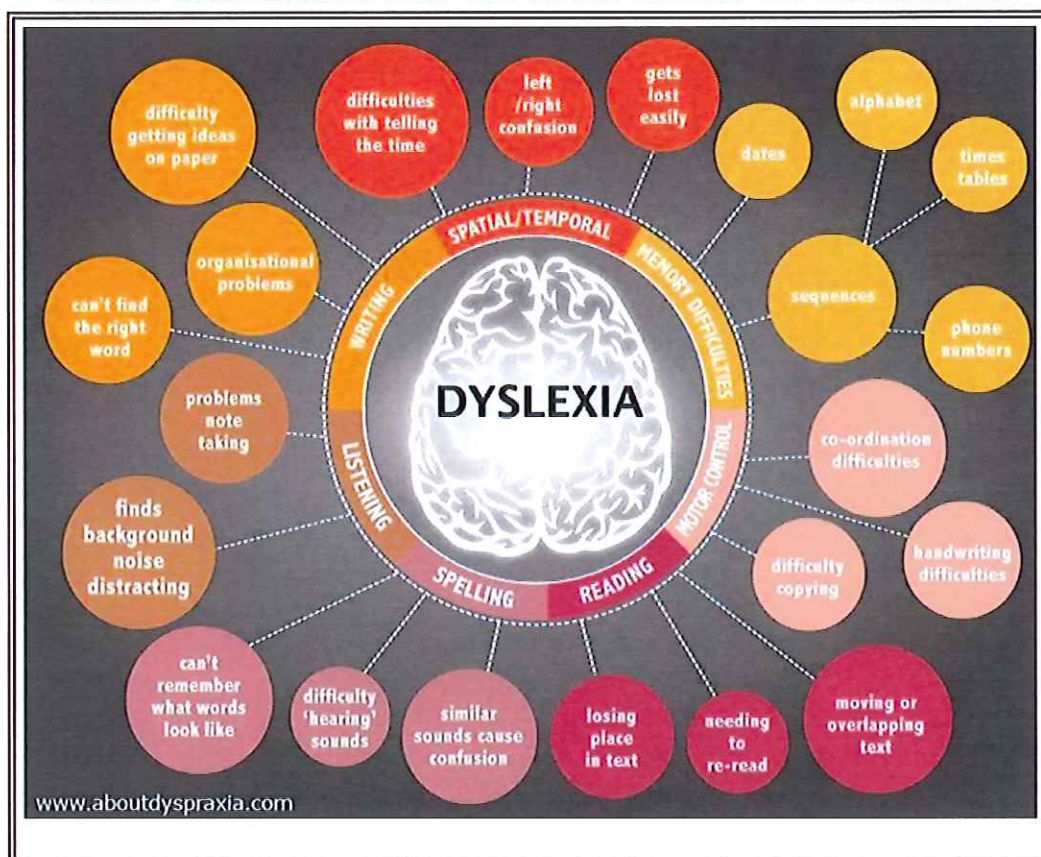 difficulty
getting ideas
on paper
difficulties
with telling
the time
left
/right
confusion
gets
lost
easily
dates
alphabet
times
tables
sequences
phone
numbers
organisational
problems
can't find
the right
word
SPATIAL/TEMPORAL
MEMORY DIFFICULTIES
WRITING
DYSLEXIA
problems
note
taking
LISTENING
MOTOR CONTROL
co-ordination
difficulties
finds
background
noise
distracting
difficulty
copying
handwriting
difficulties
SPELLING
READING
can't
remember
what words
look like
difficulty
'hearing'
sounds
similar
sounds cause
confusion
losing
place
in text
needing
to
re-read
moving or
overlapping
text
www.aboutdyspraxia.com